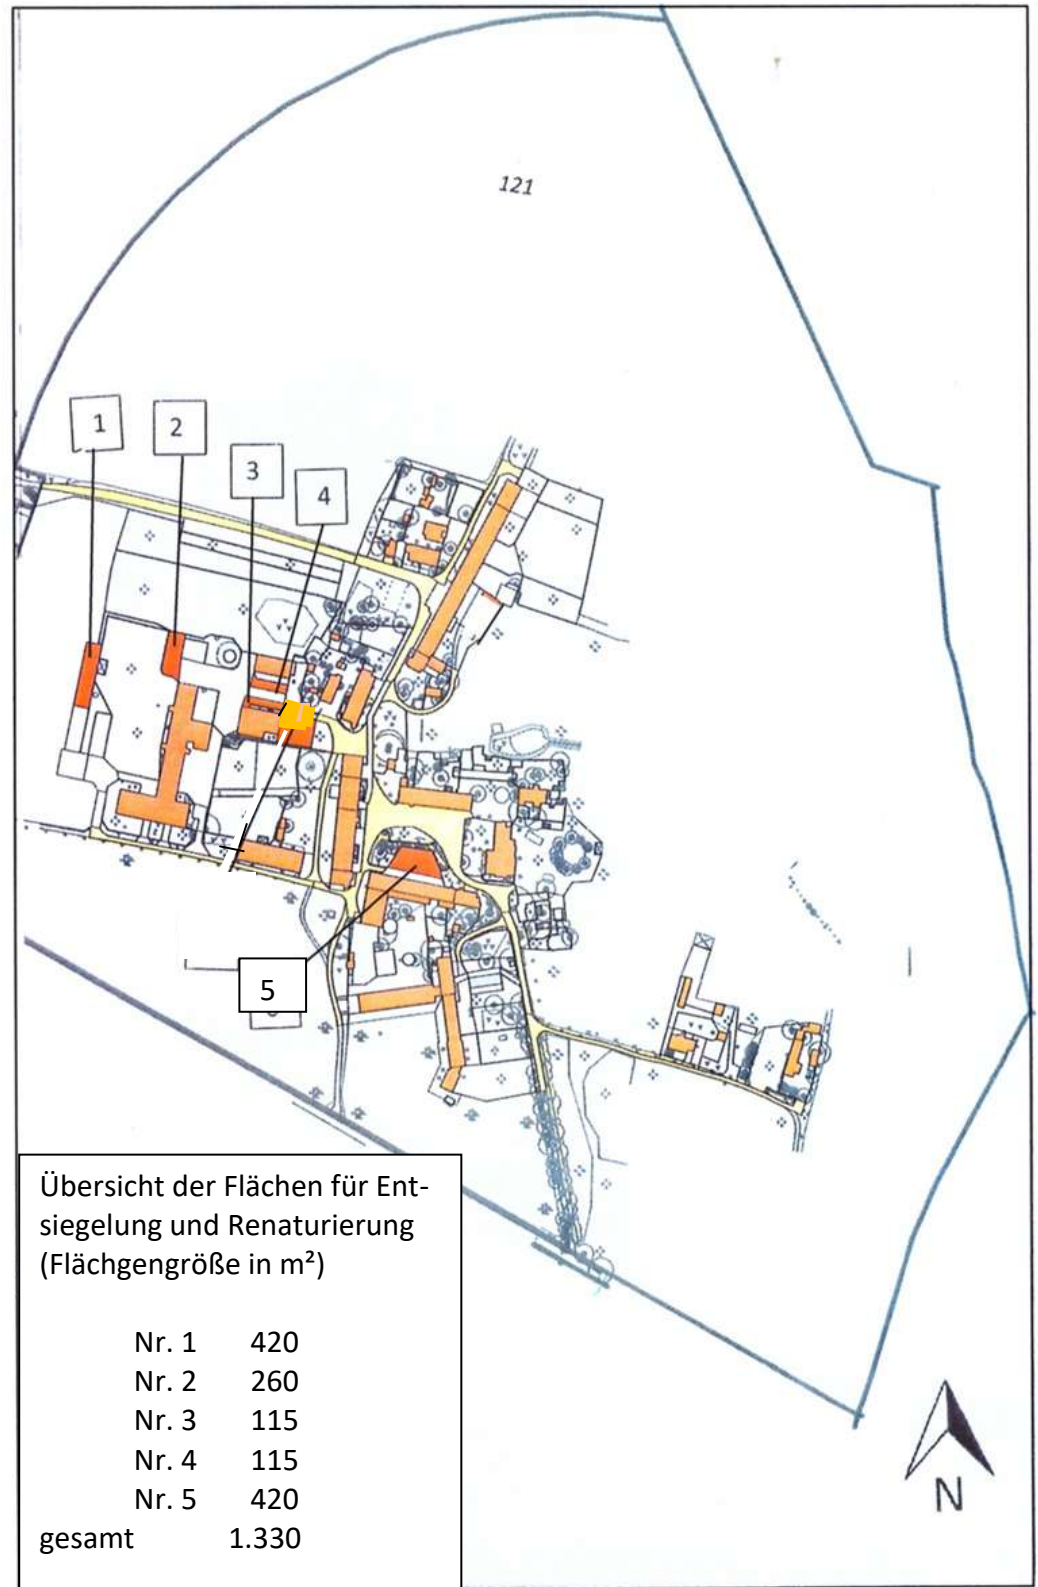 121
1
2
3
4
5
Übersicht der Flächen für Ent-
siegelung und Renaturierung
(Flächgengröße in m²)
Nr. 1 420
Nr. 2 260
Nr. 3 115
Nr. 4 115
Nr. 5 420
gesamt 1.330
N